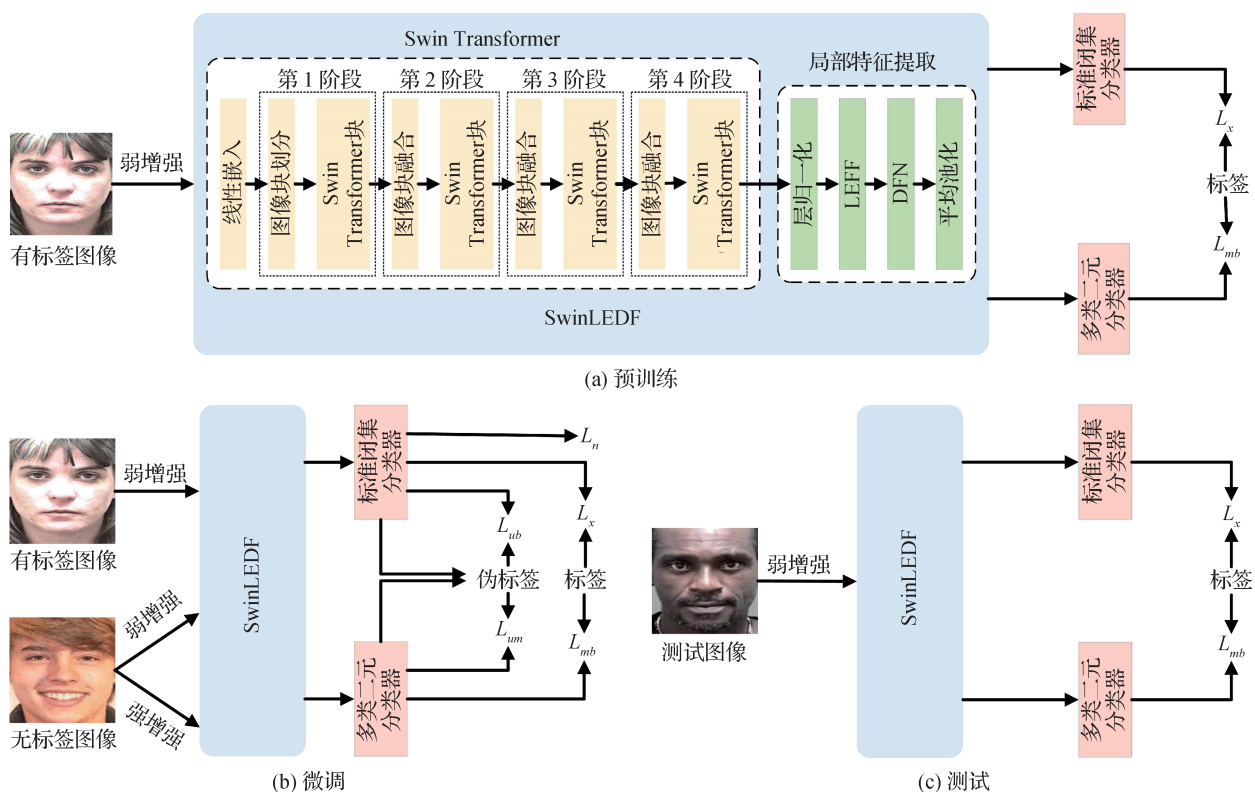 Swin Transformer
局部特征提取
第1阶段
第2阶段
第3阶段
第4阶段
线性嵌入
图像块划分
Swin
Transformer块
图像块融合
Swin
Transformer块
图像块融合
Swin
Transformer块
图像块融合
Swin
Transformer块
层归一化
LEFF
DFN
平均池化
SwinLEDF
弱增强
有标签图像
标准闭集
分类器
多类二元
分类器
L_x
标签
L_mb
(a) 预训练
弱增强
有标签图像
弱增强
强增强
无标签图像
SwinLEDF
标准闭集
分类器
多类二元
分类器
L_n
L_ub
L_x
伪标签
标签
L_um
L_mb
(b) 微调
弱增强
测试图像
SwinLEDF
标准闭集
分类器
多类二元
分类器
L_x
标签
L_mb
(c) 测试